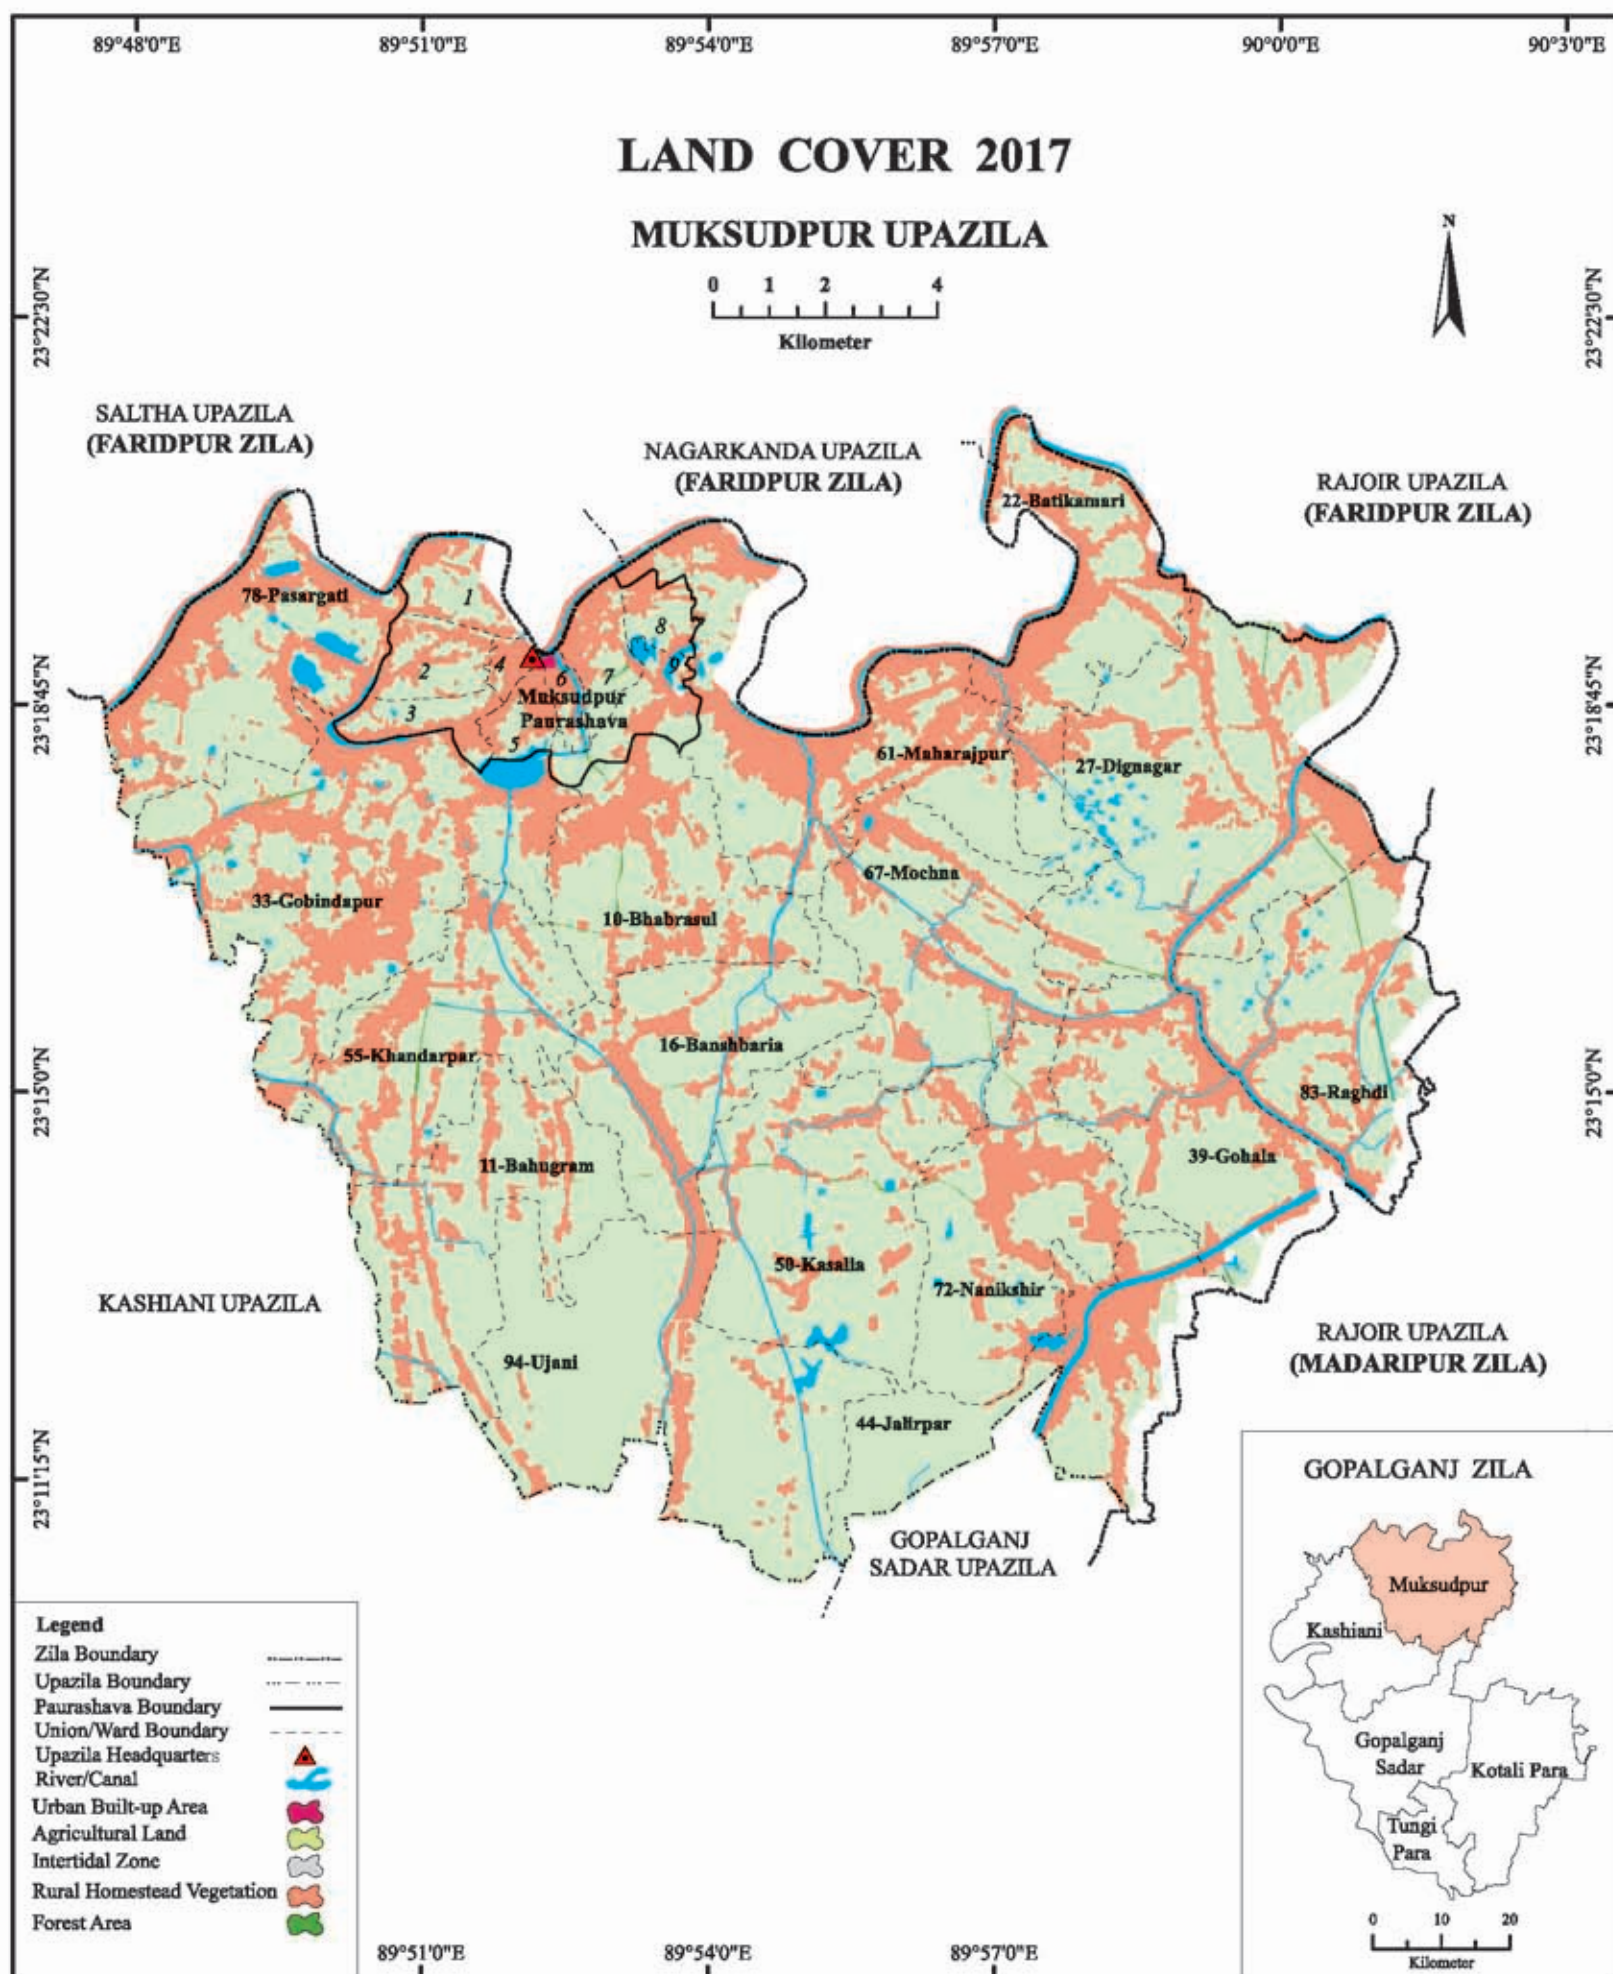 89°48'0"E
89°51'0"E
89°54'0"E
89°57'0"E
90°0'0"E
90°3'0"E
LAND COVER 2017
MUKSUDPUR UPAZILA
0 1 2 4
Kilometer
N
23°22'30"N
23°22'30"N
SALTHA UPAZILA
(FARIDPUR ZILA)
NAGARKANDA UPAZILA
(FARIDPUR ZILA)
RAJOIR UPAZILA
(FARIDPUR ZILA)
22-Batikamari
78-Pasargati
1
2
3
4
5
6
7
8
9
Muksudpur
Paurashava
23°18'45"N
23°18'45"N
61-Maharajpur
27-Dignagar
67-Mochna
33-Gobindapur
10-Bhabrasul
16-Banshbaria
55-Khandarpar
23°15'0"N
23°15'0"N
83-Raghdi
11-Bahugram
39-Gohala
50-Kasalia
72-Nanikshir
KASHIANI UPAZILA
RAJOIR UPAZILA
(MADARIPUR ZILA)
94-Ujani
44-Jalirpar
23°11'15"N
GOPALGANJ
SADAR UPAZILA
GOPALGANJ ZILA
Muksudpur
Kashiani
Gopalganj
Sadar
Kotali Para
Tungi
Para
0 10 20
Kilometer
Legend
Zila Boundary
Upazila Boundary
Paurashava Boundary
Union/Ward Boundary
Upazila Headquarters
River/Canal
Urban Built-up Area
Agricultural Land
Intertidal Zone
Rural Homestead Vegetation
Forest Area
89°51'0"E
89°54'0"E
89°57'0"E